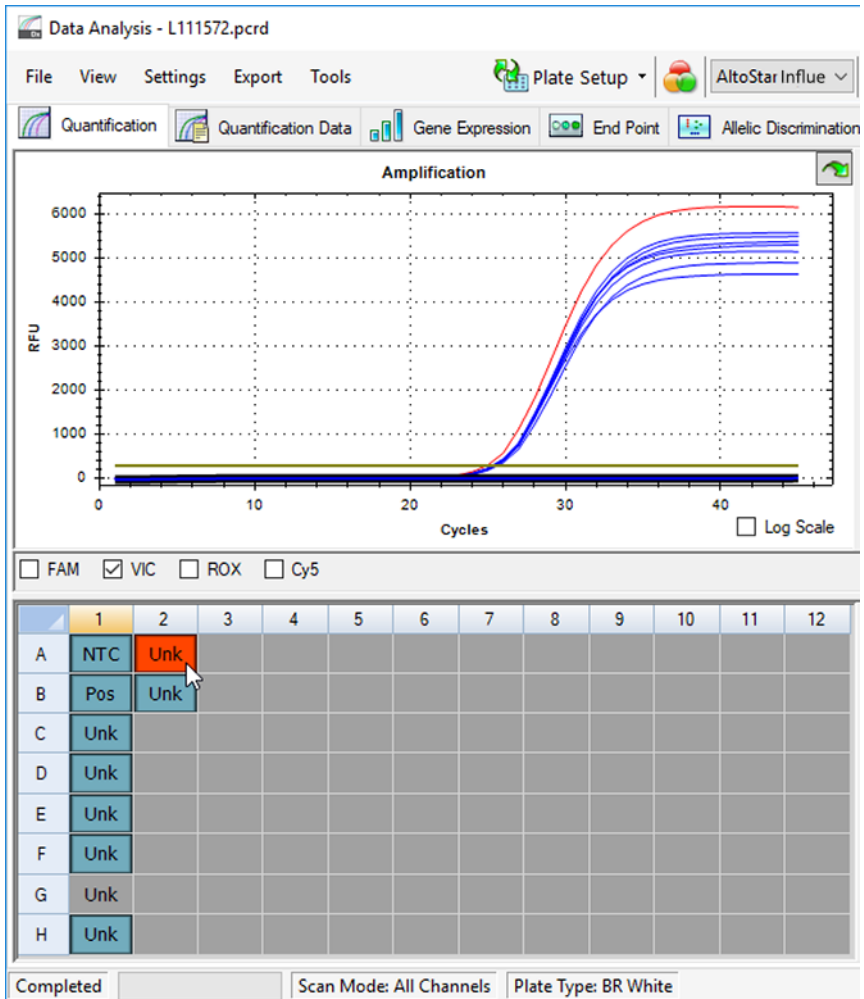 Data Analysis - L111572.pcrd
File View Settings Export Tools Plate Setup AltoStar Influe
Quantification Quantification Data Gene Expression End Point Allelic Discrimination
Amplification
6000
5000
4000
3000
2000
1000
0
RFU
0 10 20 30 40
Cycles
Log Scale
FAM VIC ROX Cy5
1 2 3 4 5 6 7 8 9 10 11 12
A NTC Unk
B Pos Unk
C Unk
D Unk
E Unk
F Unk
G Unk
H Unk
Completed Scan Mode: All Channels Plate Type: BR White